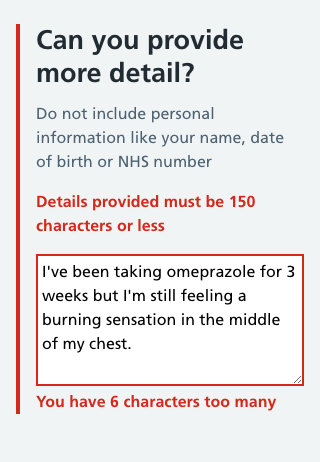 Can you provide
more detail?
Do not include personal
information like your name, date
of birth or NHS number
Details provided must be 150
characters or less
I've been taking omeprazole for 3
weeks but I'm still feeling a
burning sensation in the middle
of my chest.
You have 6 characters too many